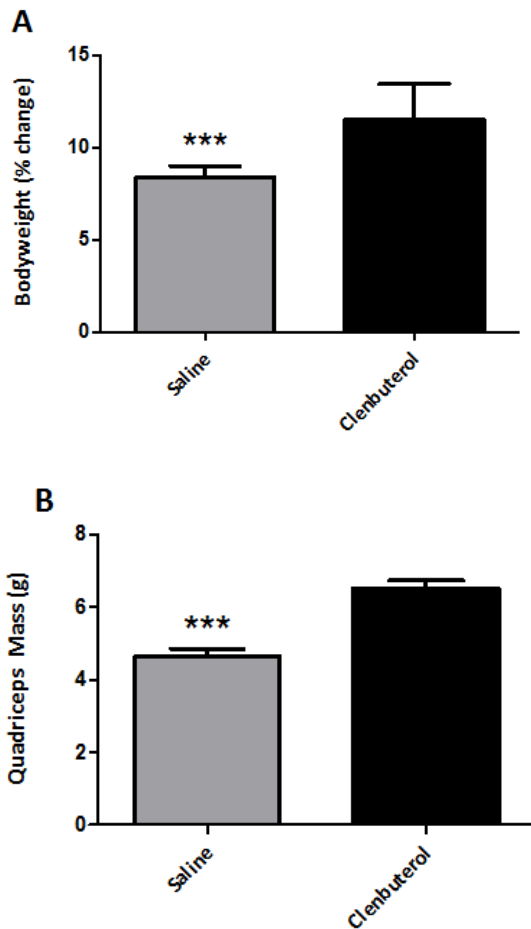 A
Bodyweight (% change)
15
10
5
0
***
Saline
Clenbuterol
B
Quadriceps Mass (g)
8
6
4
2
0
***
Saline
Clenbuterol